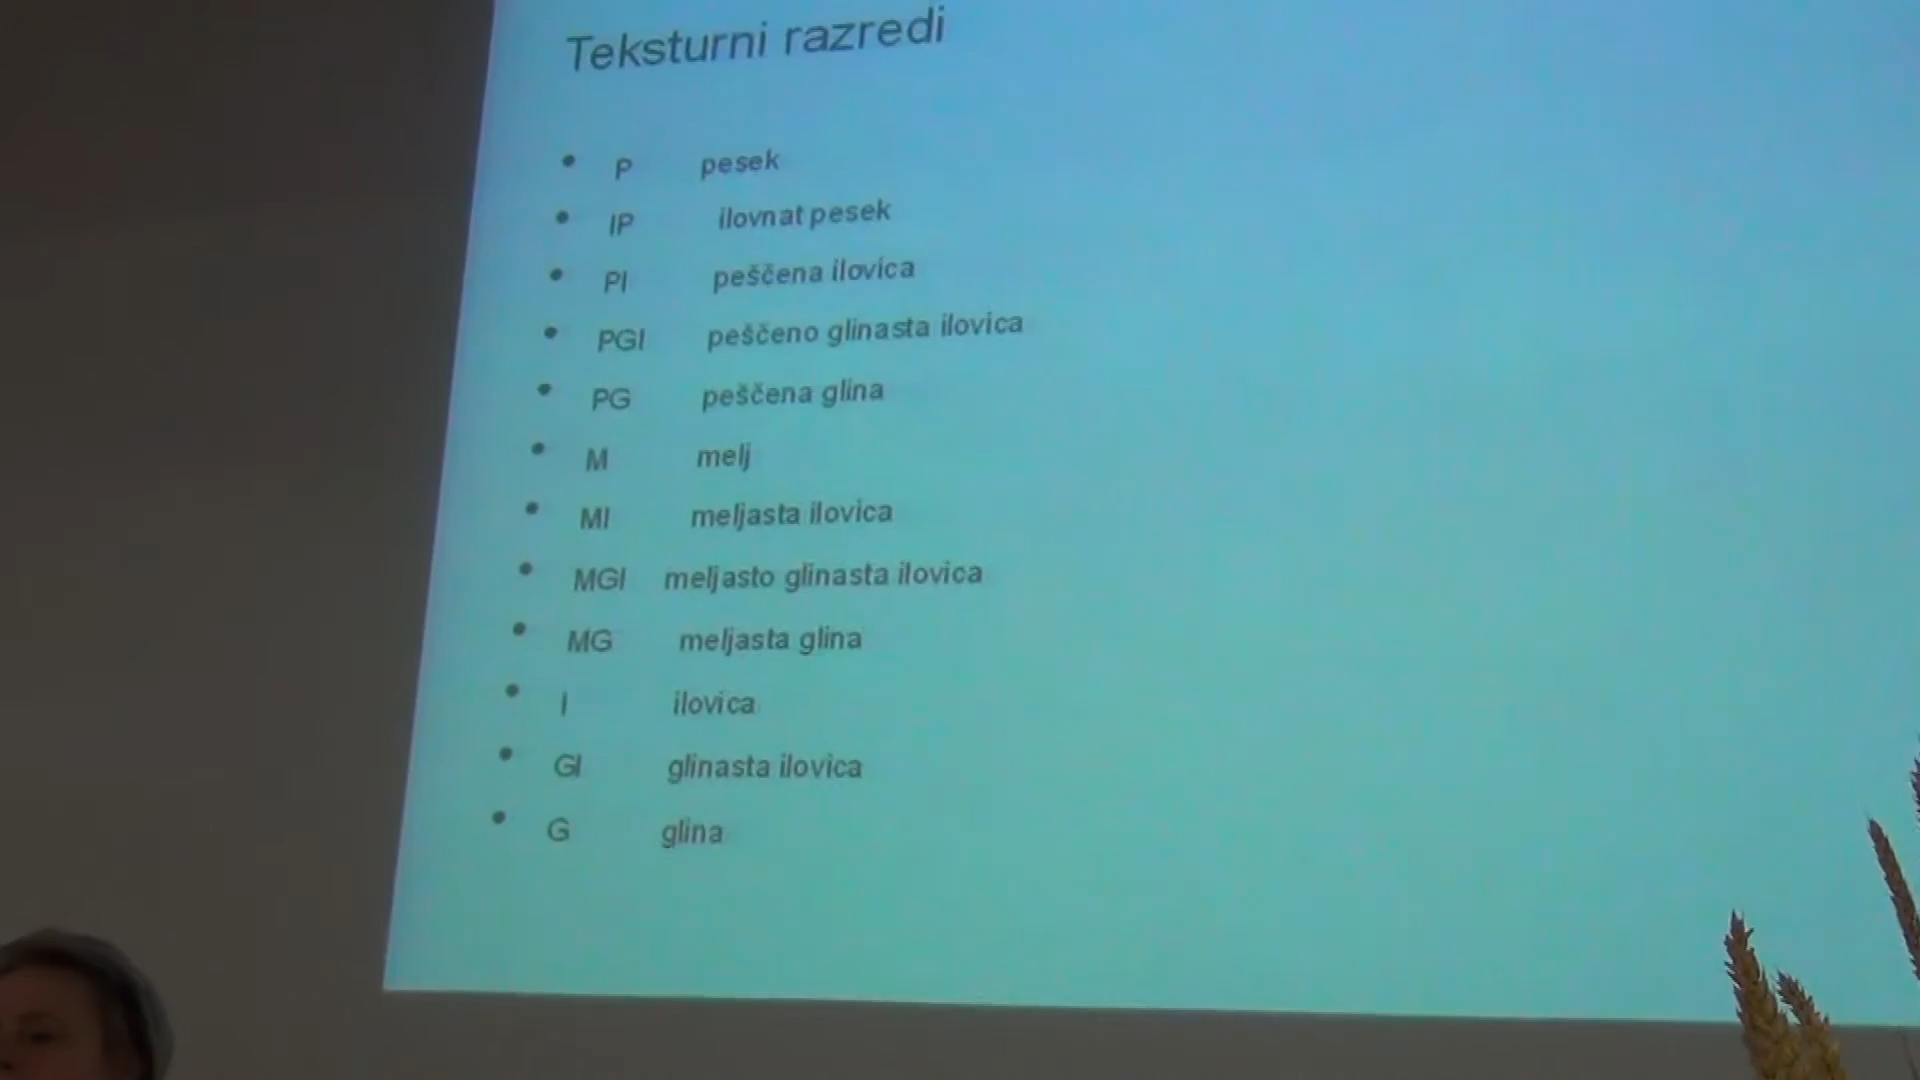 Teksturni razredi
• P pesek
• IP ilovnat pesek
• PI peščena ilovica
• PGI peščeno glinasta ilovica
• PG peščena glina
• M melj
• MI meljasta ilovica
• MGI meljasto glinasta ilovica
• MG meljasta glina
• I ilovica
• GI glinasta ilovica
• G glina